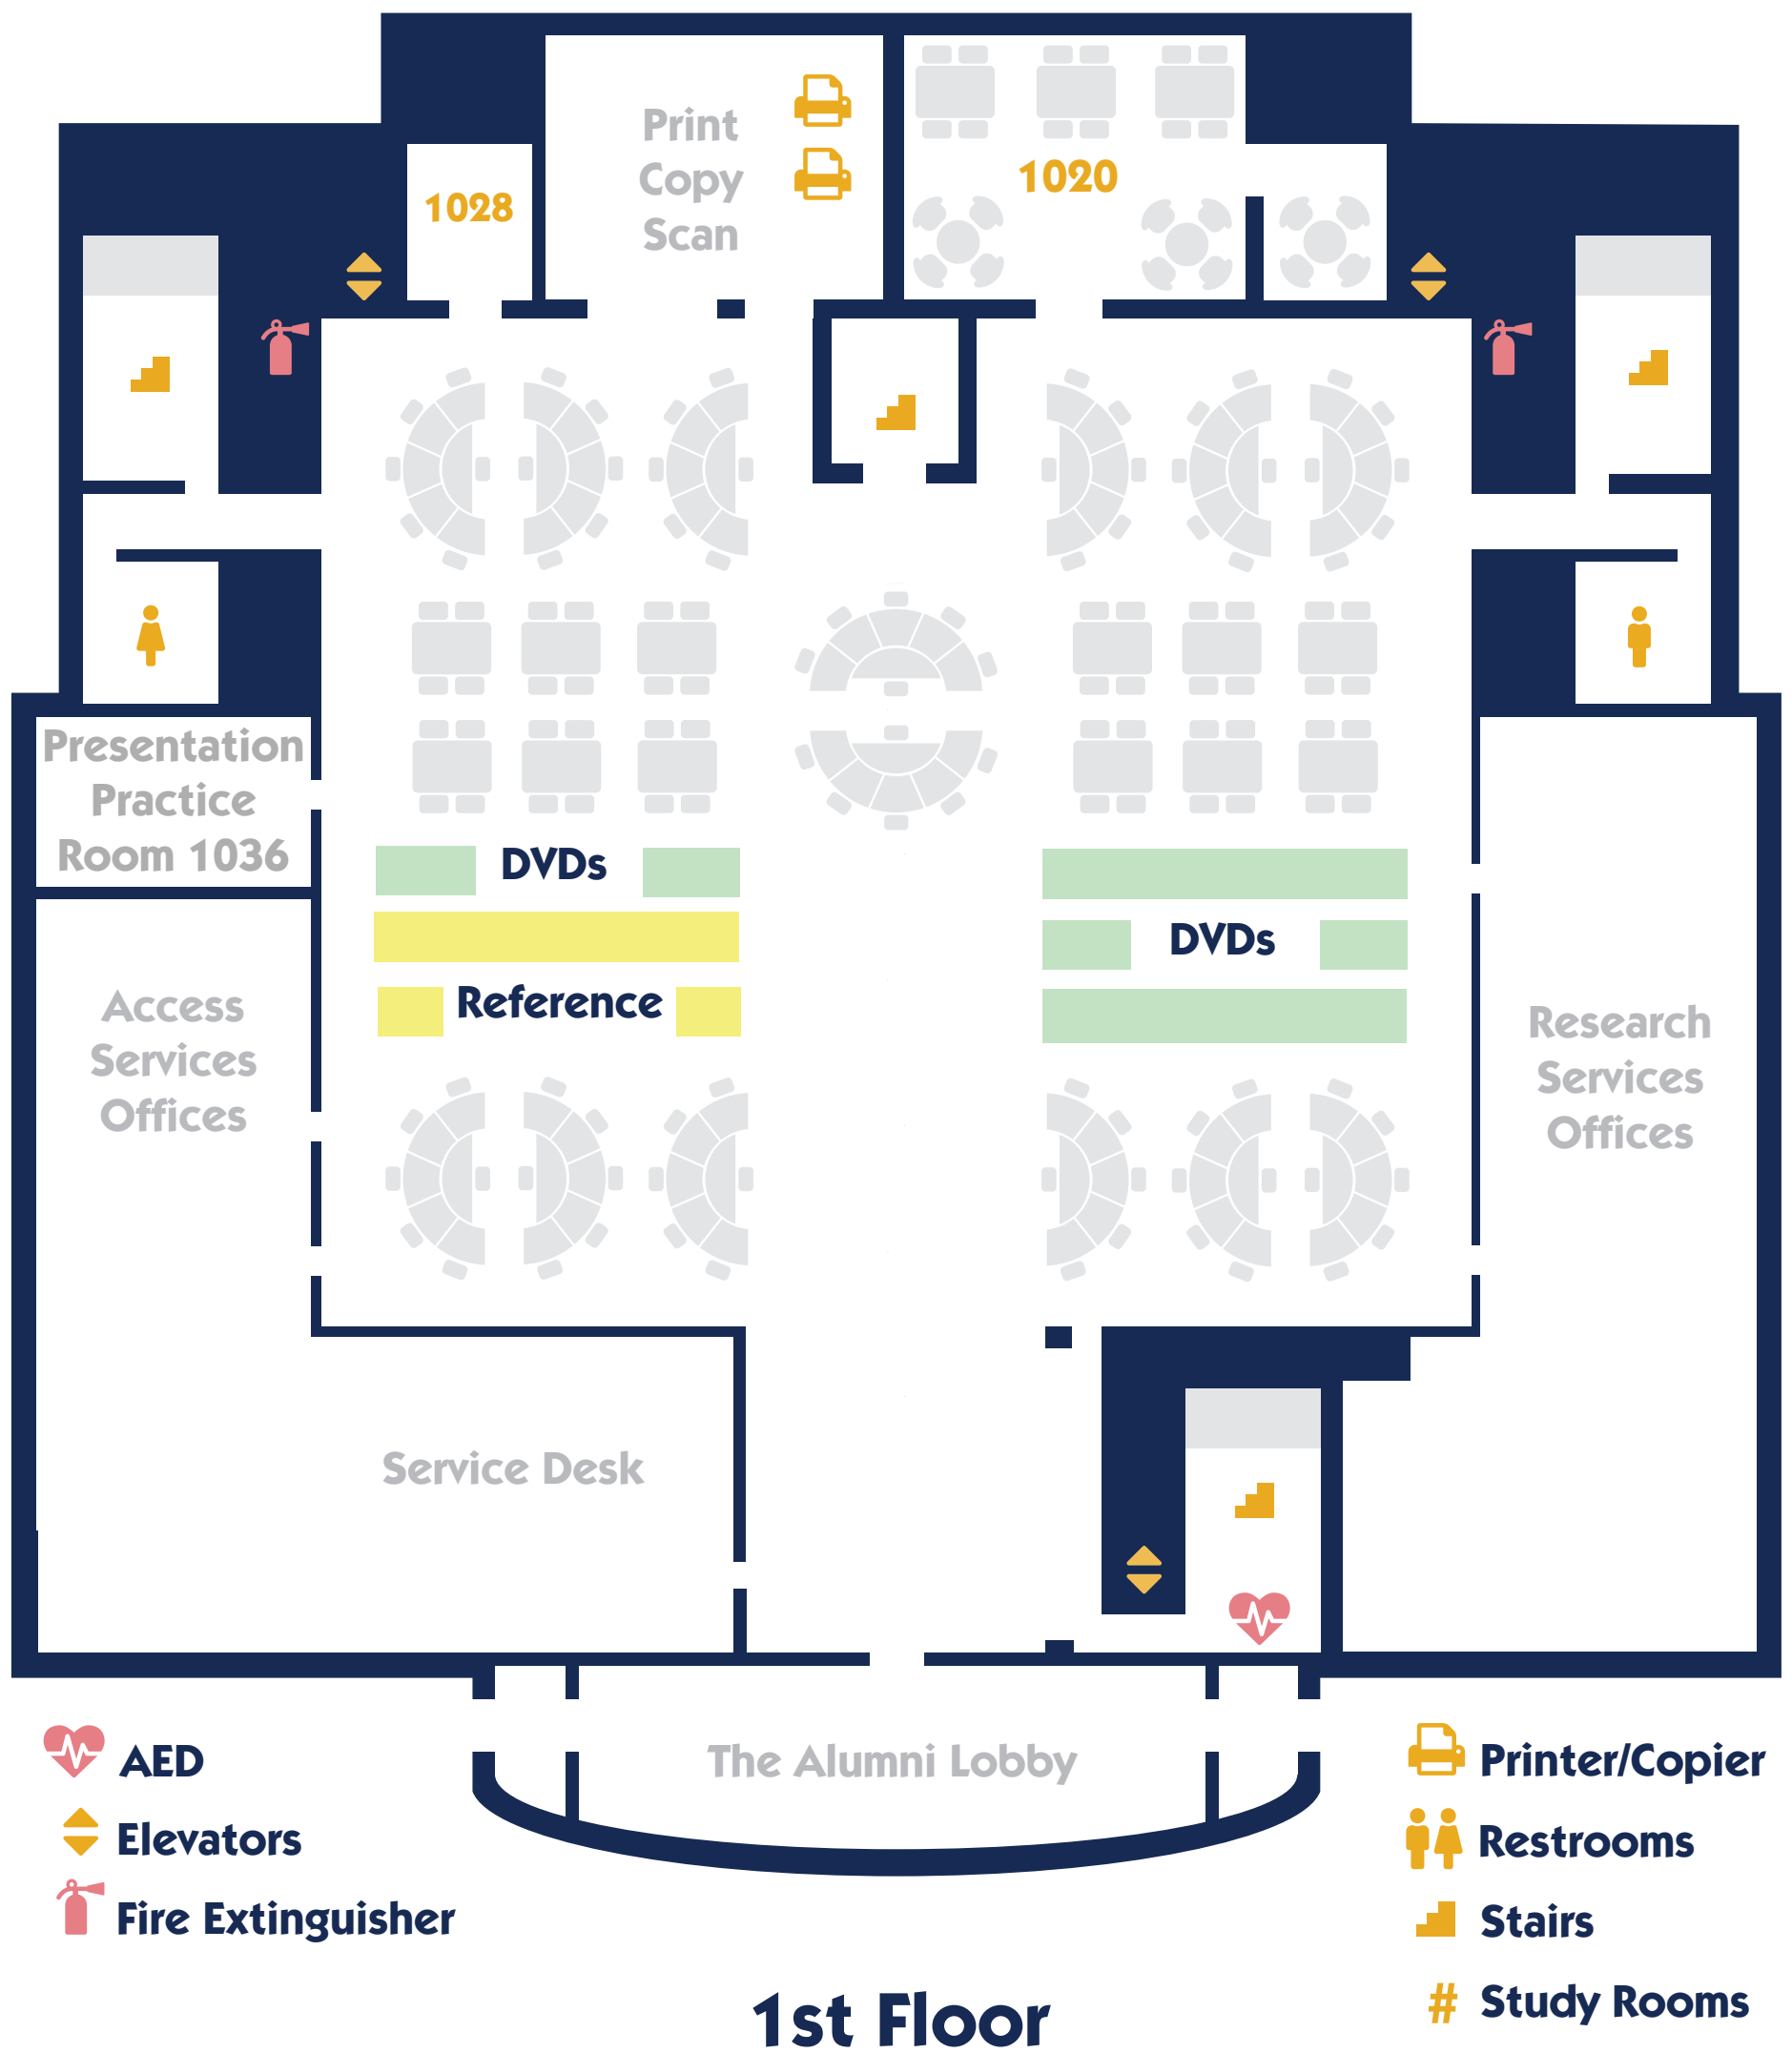 Print
Copy
Scan
1020
1028
Presentation
Practice
Room 1036
DVDs
DVDs
Reference
Access
Services
Offices
Research
Services
Offices
Service Desk
The Alumni Lobby
AED
Elevators
Fire Extinguisher
Printer/Copier
Restrooms
Stairs
# Study Rooms
1st Floor